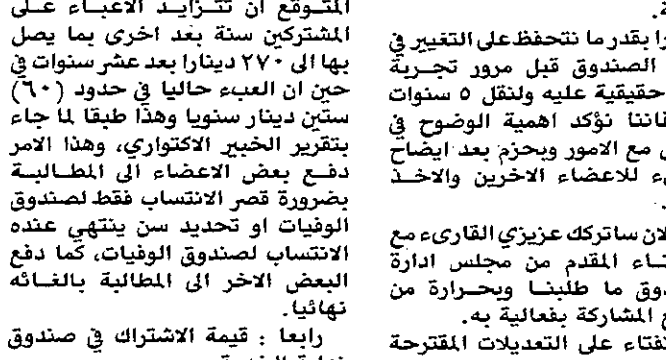 المتوقع ان تتزايد الاعباء على
المشتركين سنة بعد اخرى بما يصل
بها الى ٢٧٠ دينارا بعد عشر سنوات في
حين ان العبء حاليا في حدود (٦٠)
ستين دينار سنويا وهذا طبقا لما جاء
بتقرير الخبير الاكتواري، وهذا الامر
دفع بعض الاعضاء الى المطالبة
بضرورة قصر الانتساب فقط لصندوق
الوفيات او تحديد سن ينتهي عنده
الانتساب لصندوق الوفيات، كما دفع
البعض الاخر الى المطالبة بالغائه
نهائيا.
رابعا : قيمة الاشتراك في صندوق
را بقدر ما نتحفظ على التغيير في
الصندوق قبل مرور تجربة
حقيقية عليه ولنقل ٥ سنوات
فاننا نؤكد اهمية الوضوح في
مع الامور وبحزم بعد ايضاح
ء للاعضاء الاخرين والاخذ
لان ساتركك عزيزي القارىء مع
تاء المقدم من مجلس ادارة
دوق ما طلبنا وبحرارة من
المشاركة بفعالية به.
فتاء على التعديلات المقترحة